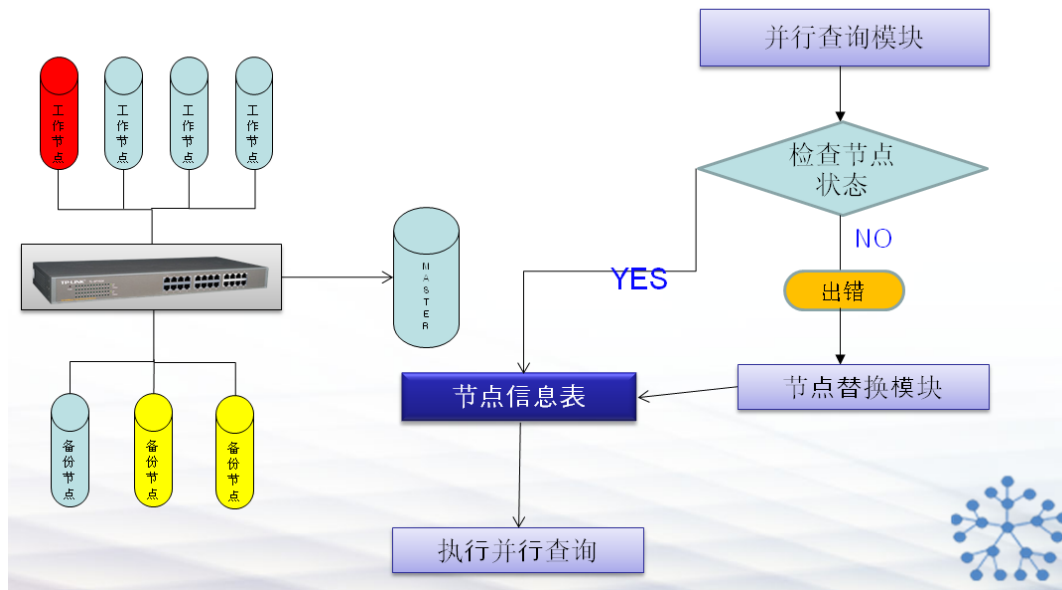 并行查询模块
工作节点
工作节点
工作节点
工作节点
检查节点
状态
NO
YES
MASTER
TP-LINK
出错
节点信息表
节点替换模块
备份节点
备份节点
备份节点
执行并行查询